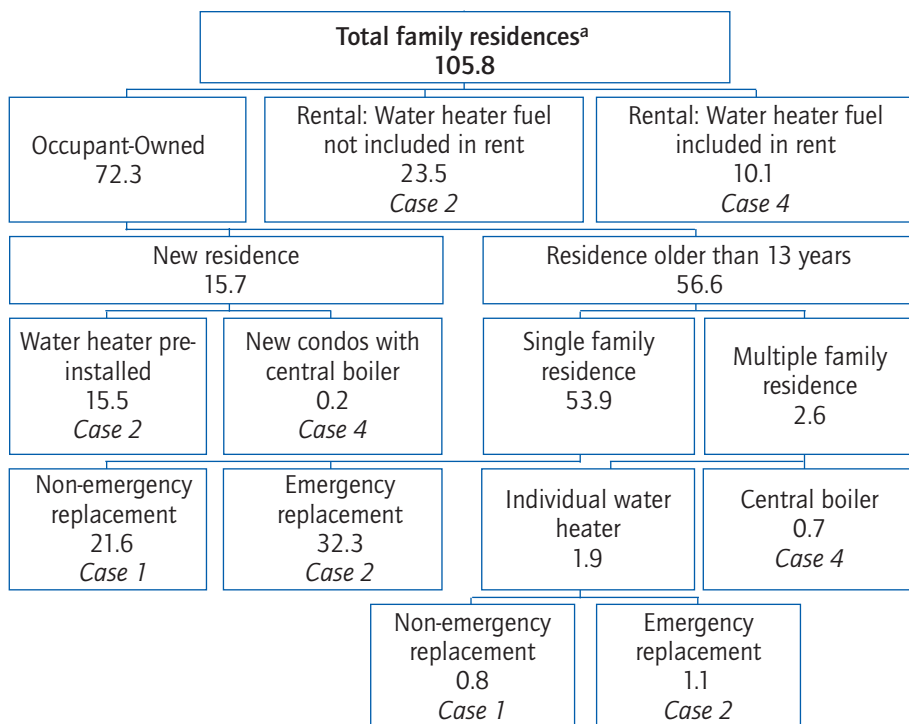 Total family residencesᵃ
105.8
Occupant-Owned
72.3
Rental: Water heater fuel
not included in rent
23.5
Case 2
Rental: Water heater fuel
included in rent
10.1
Case 4
New residence
15.7
Residence older than 13 years
56.6
Water heater pre-
installed
15.5
Case 2
New condos with
central boiler
0.2
Case 4
Single family
residence
53.9
Multiple family
residence
2.6
Non-emergency
replacement
21.6
Case 1
Emergency
replacement
32.3
Case 2
Individual water
heater
1.9
Central boiler
0.7
Case 4
Non-emergency
replacement
0.8
Case 1
Emergency
replacement
1.1
Case 2